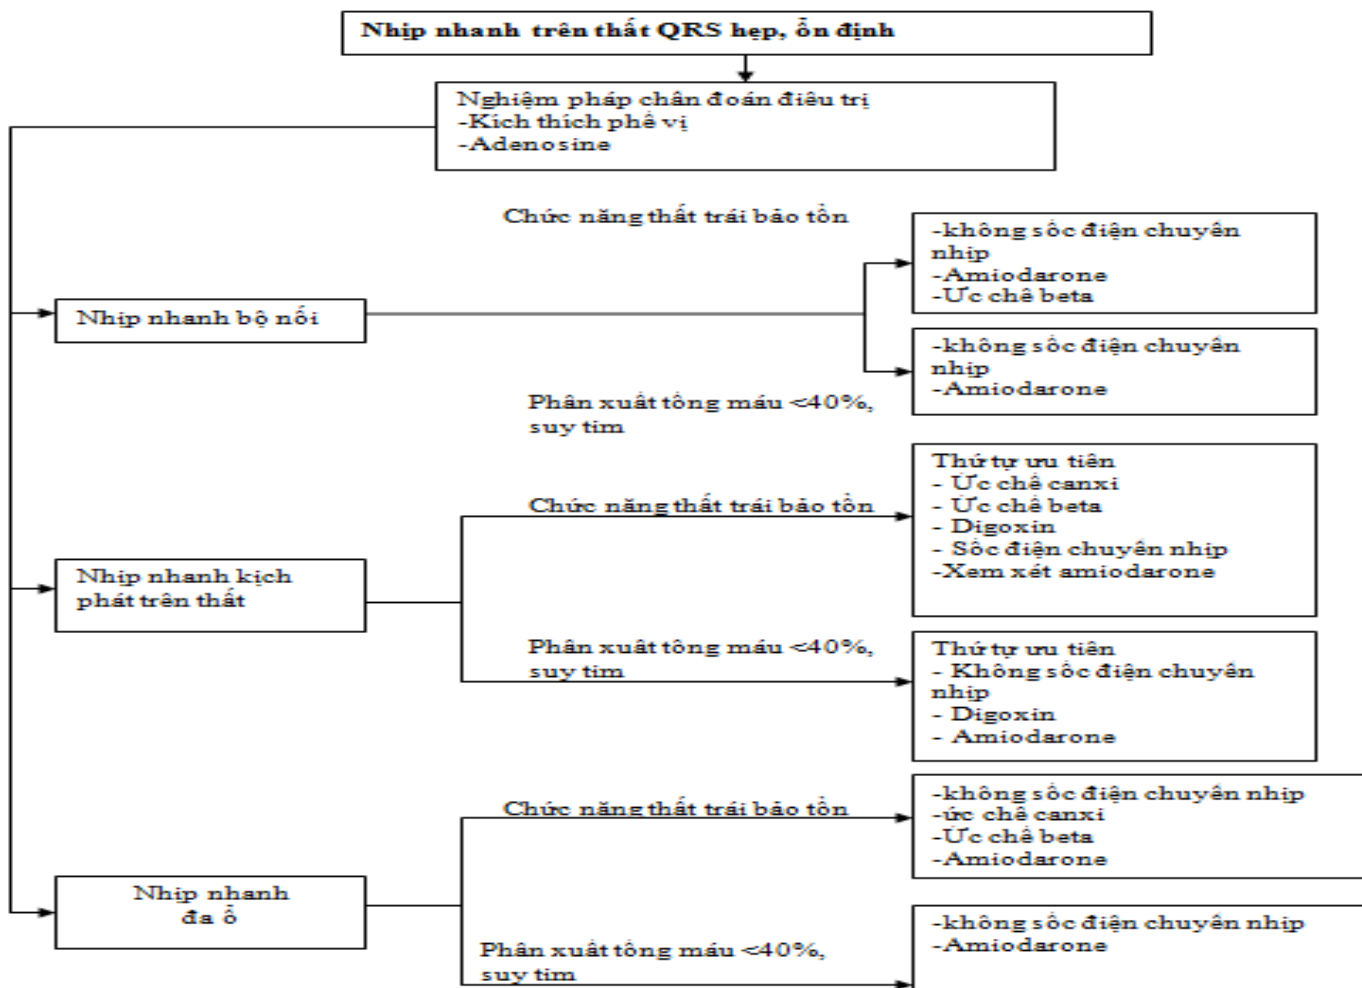 Nhịp nhanh trên thất QRS hẹp, ổn định
Nghiệm pháp chẩn đoán điều trị
-Kích thích phế vị
-Adenosine
Chức năng thất trái bảo tồn
-không sốc điện chuyển
nhịp
-Amiodarone
-Ức chế beta
Nhịp nhanh bộ nối
-không sốc điện chuyển
nhịp
-Amiodarone
Phân xuất tống máu <40%,
suy tim
Chức năng thất trái bảo tồn
Thứ tự ưu tiên
- Ức chế canxi
- Ức chế beta
- Digoxin
- Sốc điện chuyển nhịp
-Xem xét amiodarone
Nhịp nhanh kịch
phát trên thất
Phân xuất tống máu <40%,
suy tim
Thứ tự ưu tiên
- Không sốc điện chuyển
nhịp
- Digoxin
- Amiodarone
Chức năng thất trái bảo tồn
-không sốc điện chuyển nhịp
-ức chế canxi
-Ức chế beta
-Amiodarone
Nhịp nhanh
đa ổ
Phân xuất tống máu <40%,
suy tim
-không sốc điện chuyển nhịp
-Amiodarone